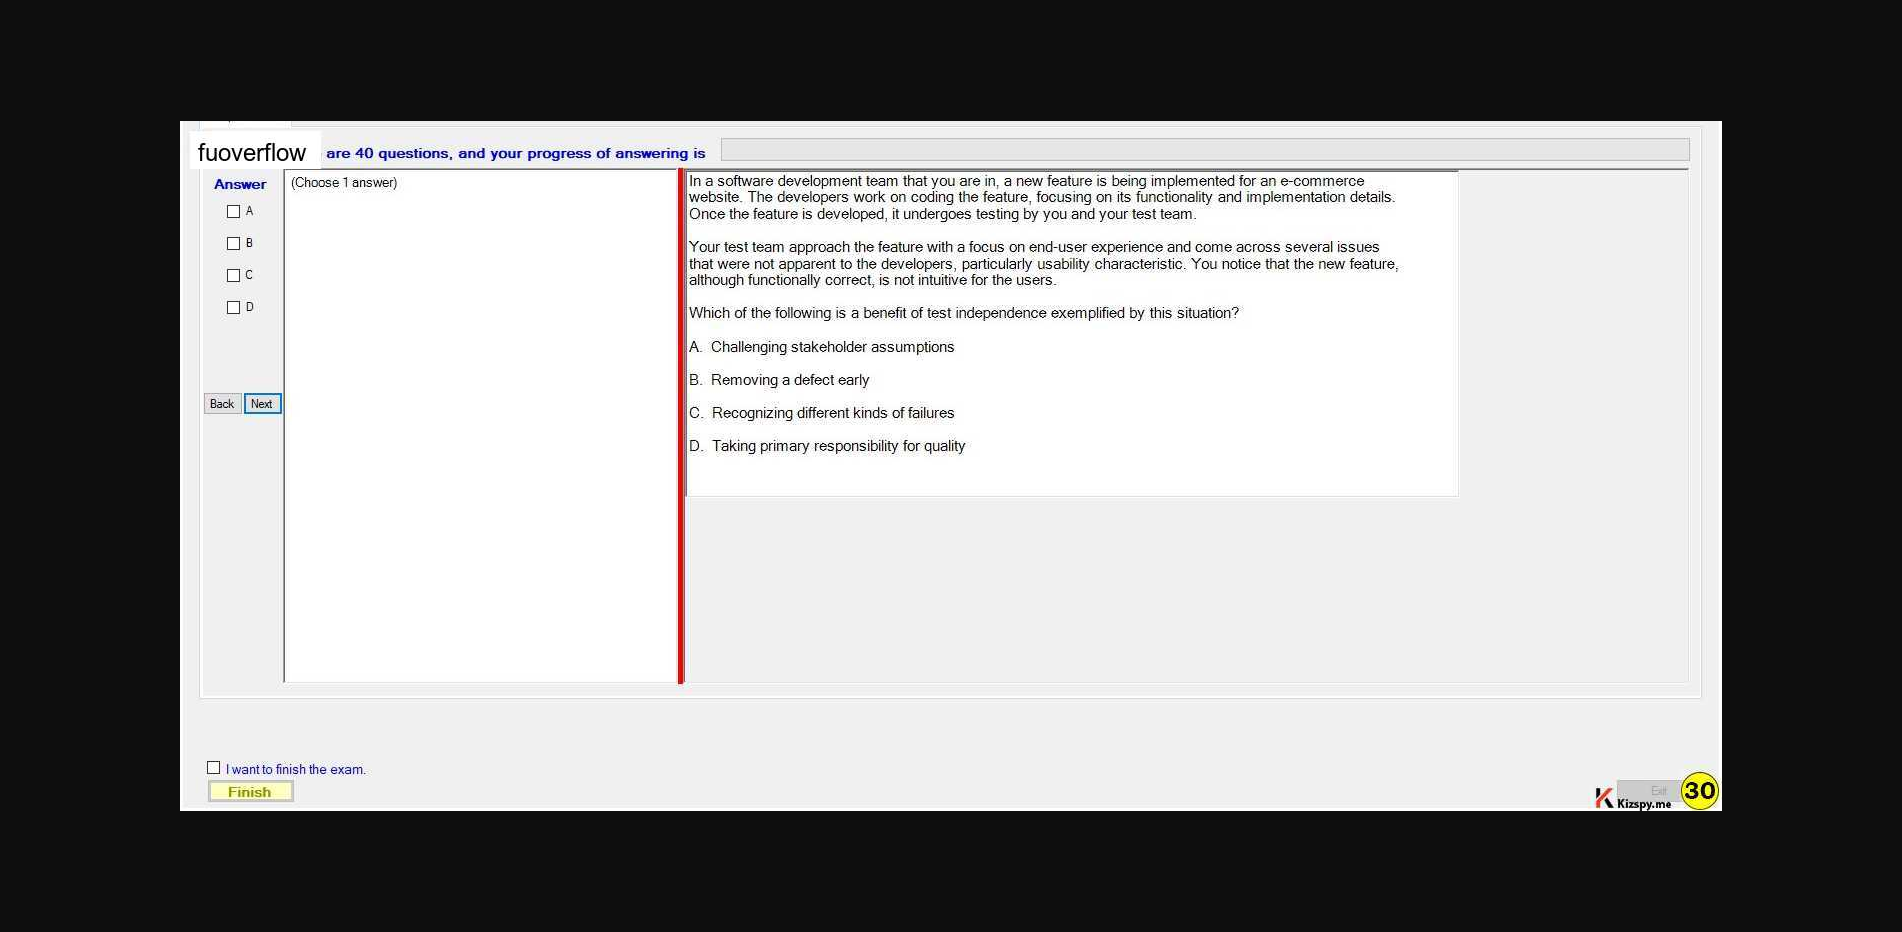 fuoverflow are 40 questions, and your progress of answering is
Answer
A
B
C
D
Back Next
(Choose 1 answer)
In a software development team that you are in, a new feature is being implemented for an e-commerce
website. The developers work on coding the feature, focusing on its functionality and implementation details.
Once the feature is developed, it undergoes testing by you and your test team.
Your test team approach the feature with a focus on end-user experience and come across several issues
that were not apparent to the developers, particularly usability characteristic. You notice that the new feature,
although functionally correct, is not intuitive for the users.
Which of the following is a benefit of test independence exemplified by this situation?
A. Challenging stakeholder assumptions
B. Removing a defect early
C. Recognizing different kinds of failures
D. Taking primary responsibility for quality
I want to finish the exam.
Finish
Exit
Kizspy.me
30